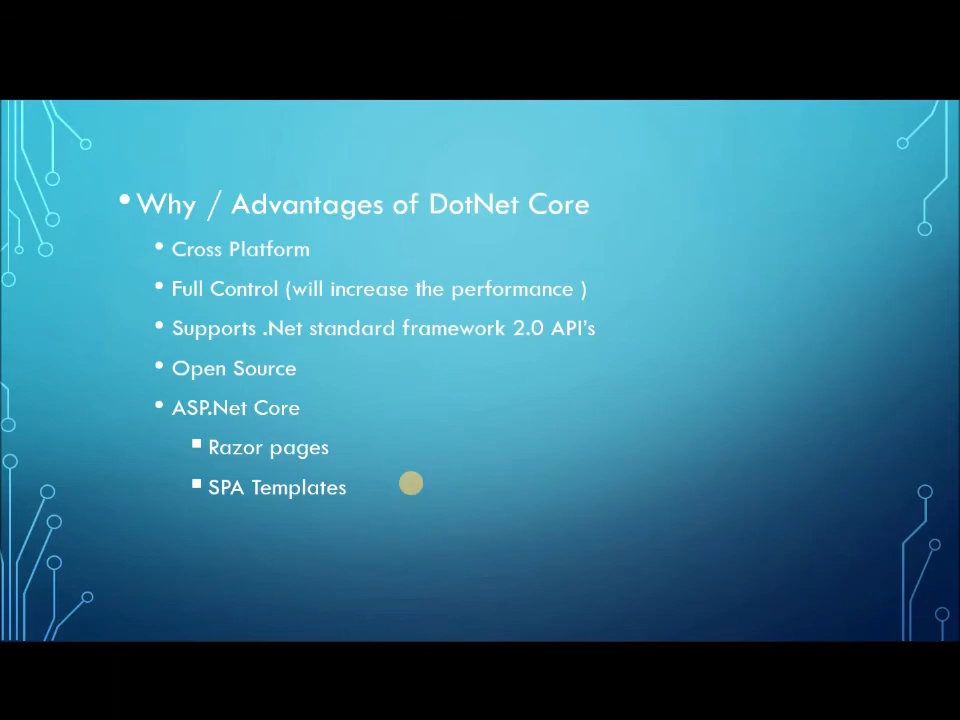 Why / Advantages of DotNet Core
Cross Platform
Full Control (will increase the performance )
Supports .Net standard framework 2.0 API's
Open Source
ASP.Net Core
Razor pages
SPA Templates